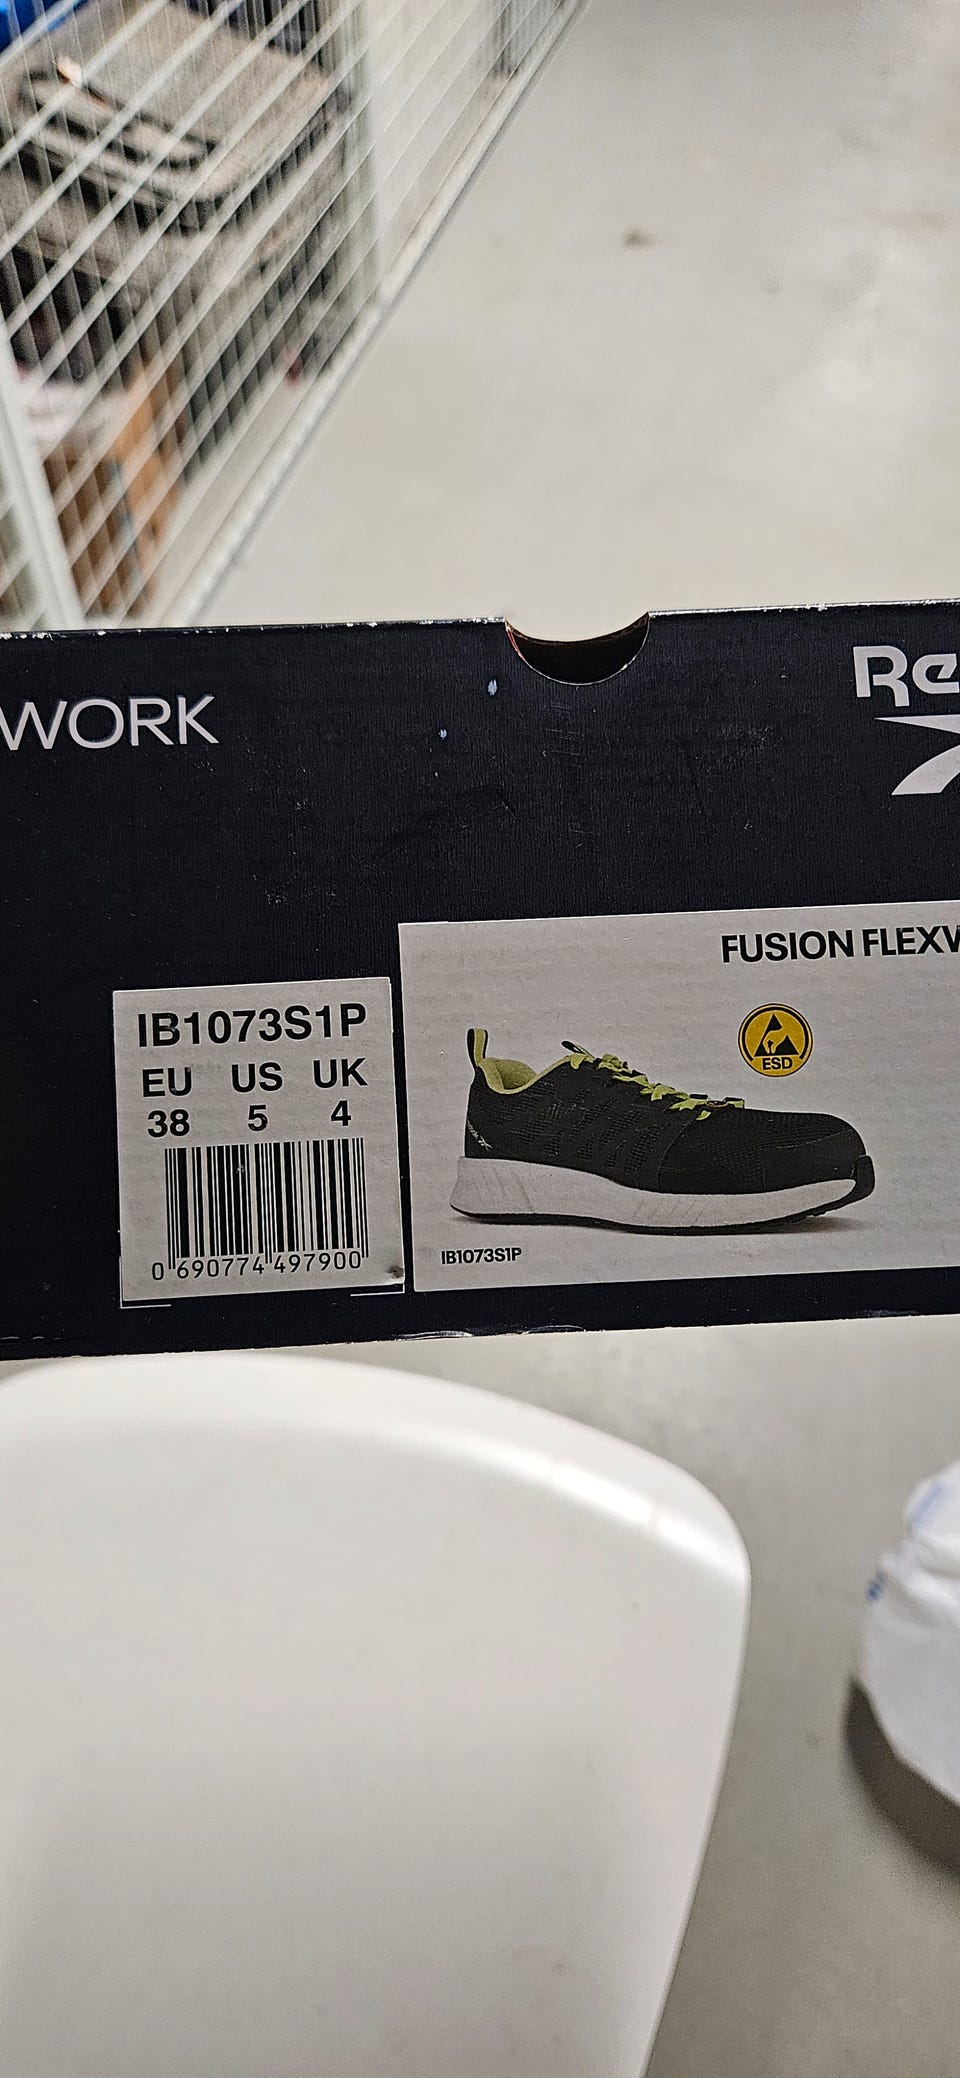 WORK
Re
FUSION FLEXW
ESD
IB1073S1P
IB1073S1P
EU US UK
38 5 4
0 690774 497900